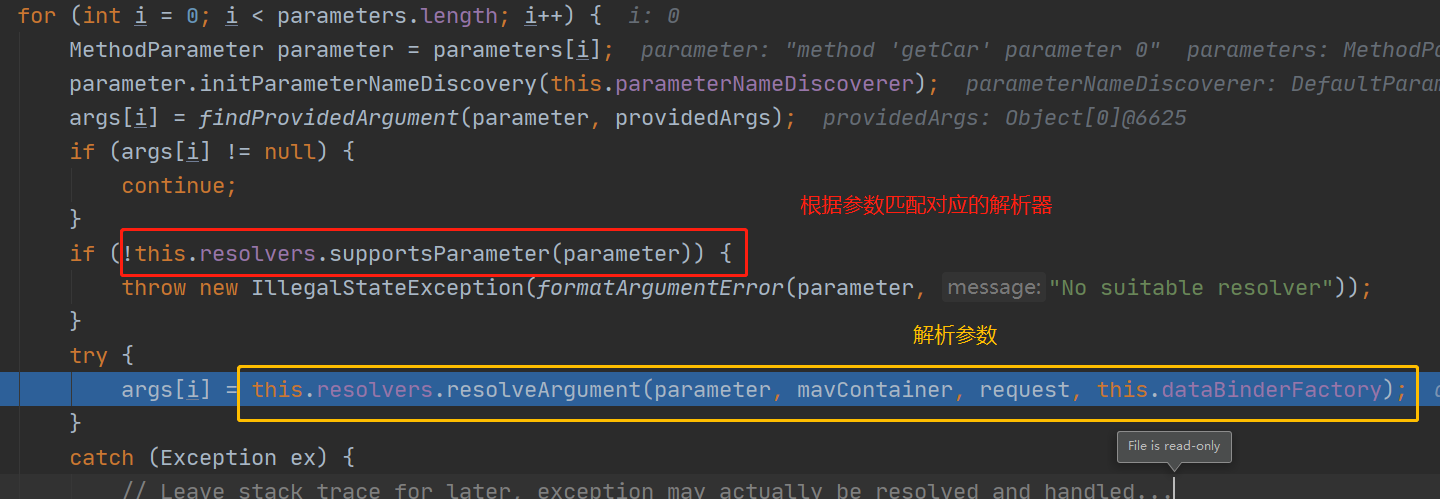 for (int i = 0; i < parameters.length; i++) {  i: 0
MethodParameter parameter = parameters[i];  parameter: "method 'getCar' parameter 0"  parameters: MethodPa
parameter.initParameterNameDiscovery(this.parameterNameDiscoverer);  parameterNameDiscoverer: DefaultParam
args[i] = findProvidedArgument(parameter, providedArgs);  providedArgs: Object[0]@6625
if (args[i] != null) {
continue;
}
根据参数匹配对应的解析器
if (!this.resolvers.supportsParameter(parameter)) {
throw new IllegalStateException(formatArgumentError(parameter, message: "No suitable resolver"));
}
解析参数
try {
args[i] = this.resolvers.resolveArgument(parameter, mavContainer, request, this.dataBinderFactory);
}
File is read-only
catch (Exception ex) {
// Leave stack trace for later, exception may actually be resolved and handled...